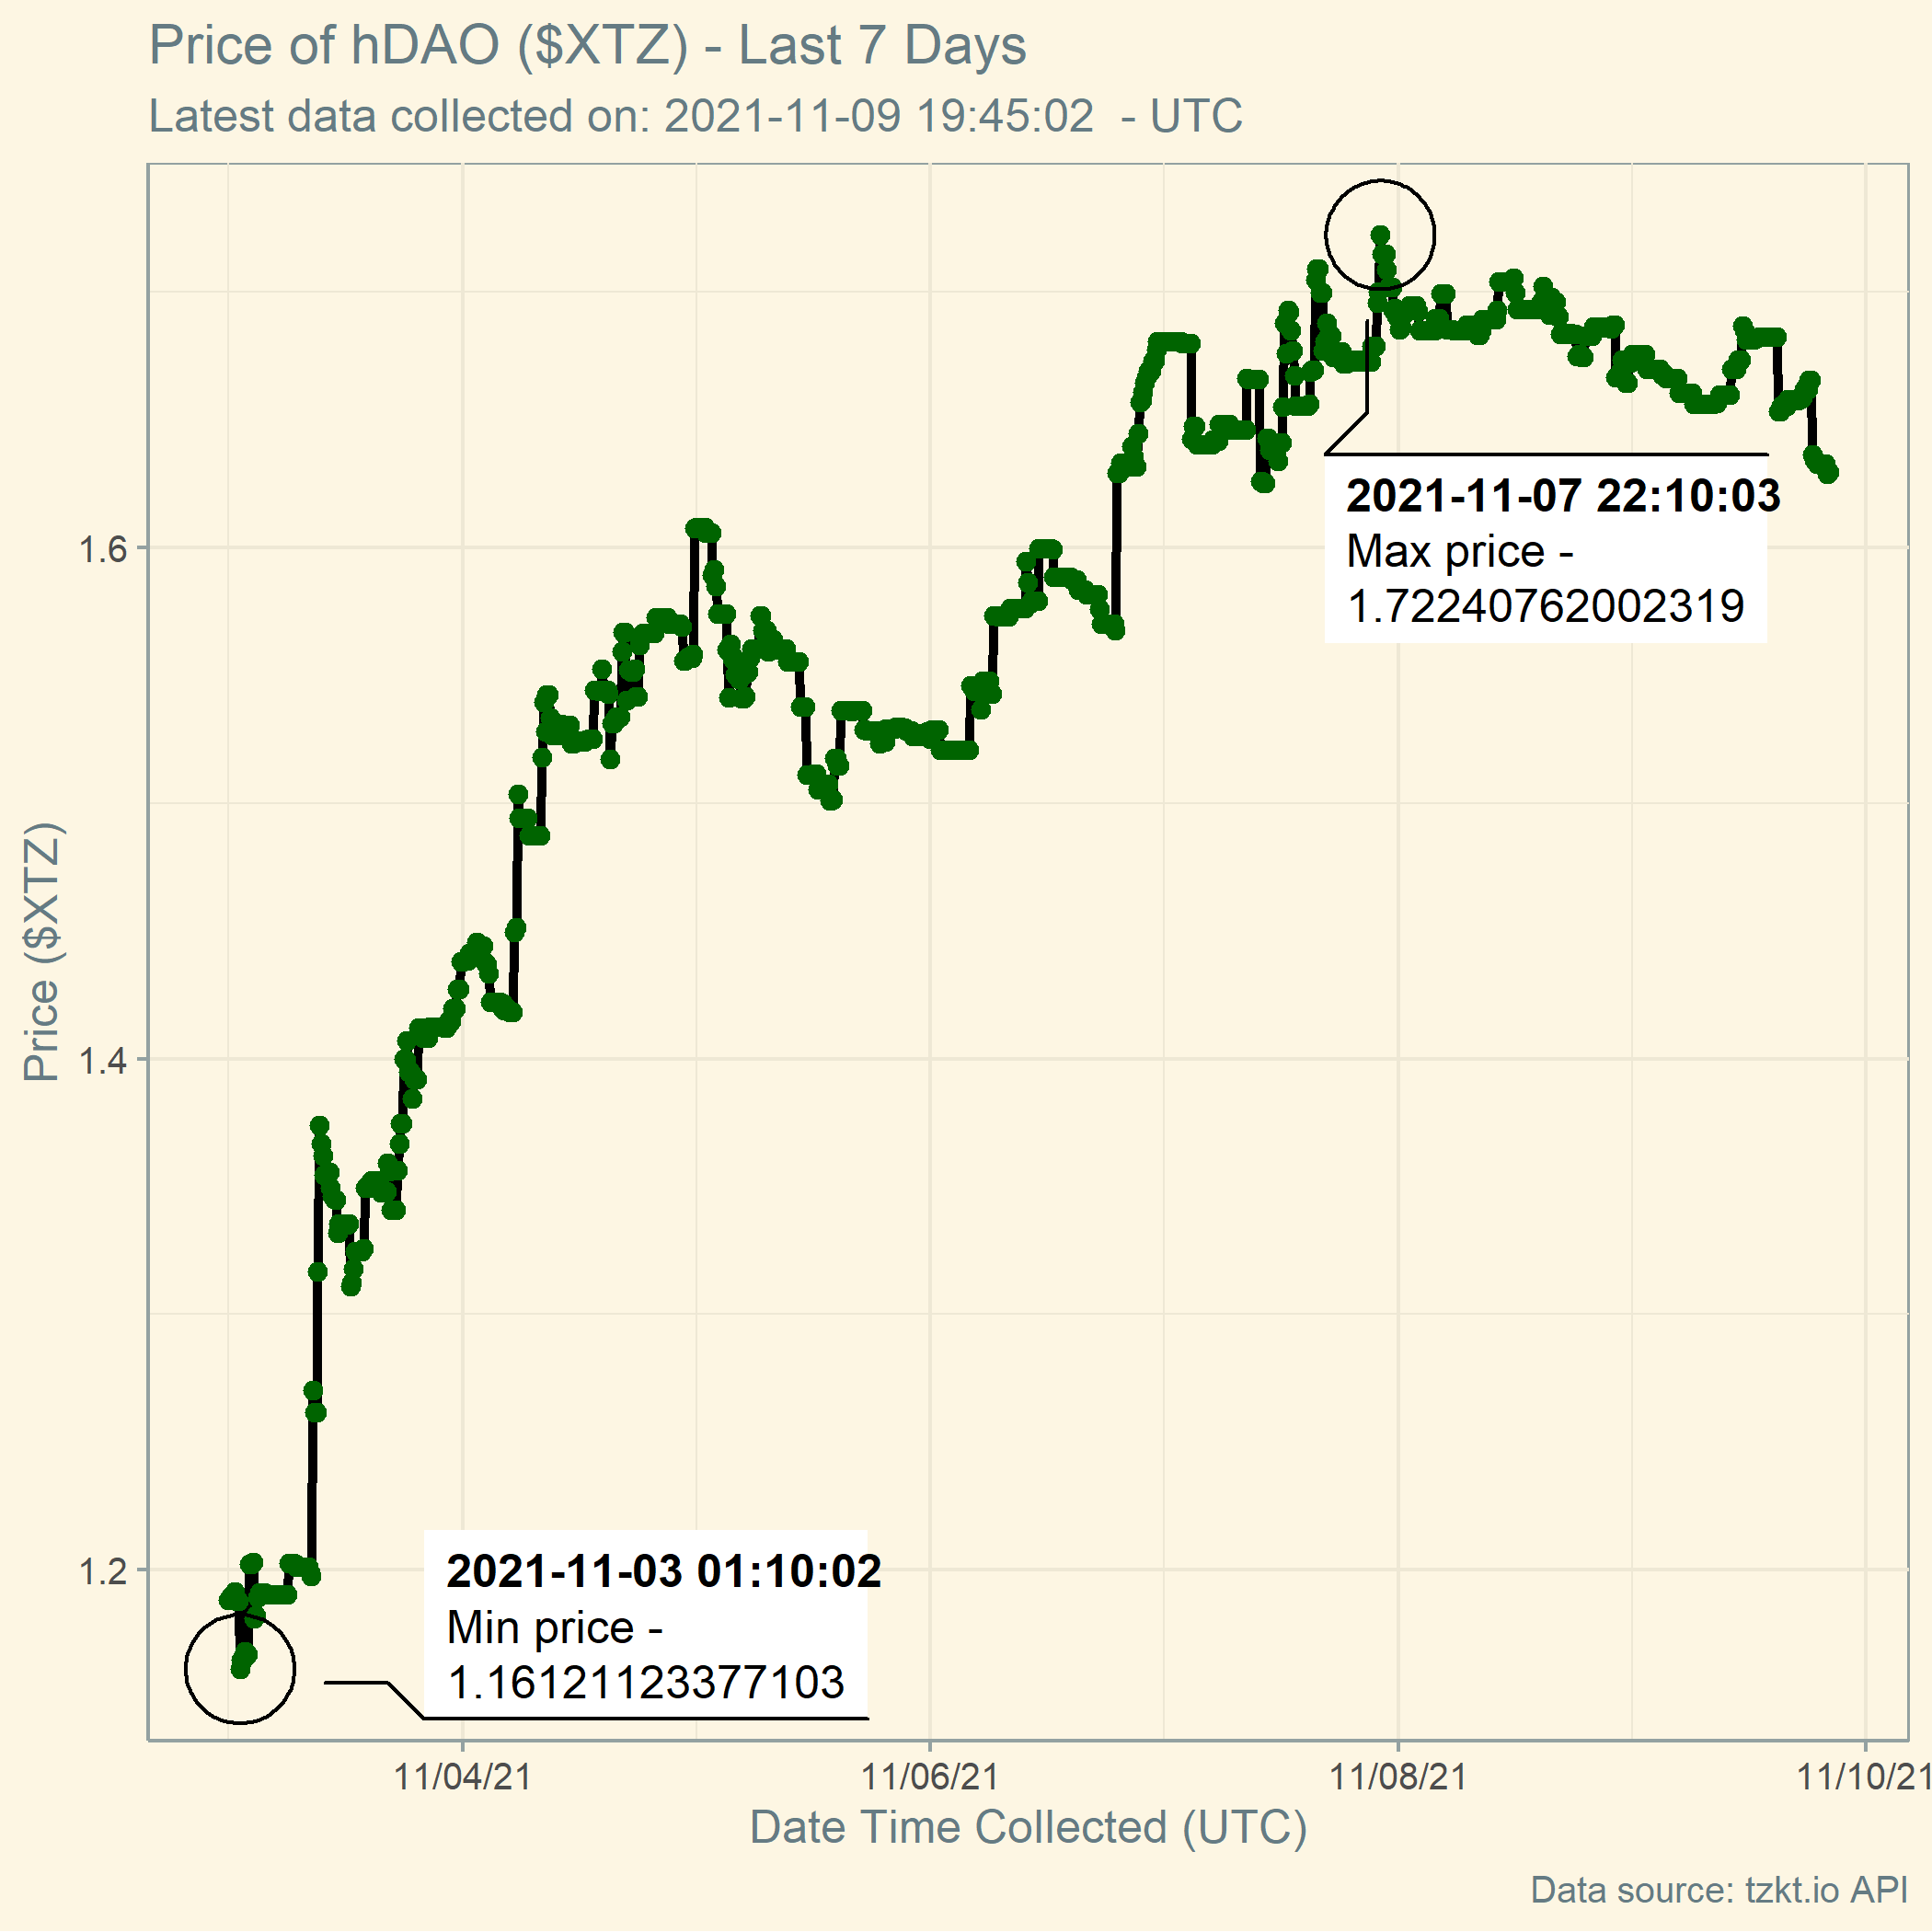 Price of hDAO ($XTZ) - Last 7 Days
Latest data collected on: 2021-11-09 19:45:02  - UTC
Price ($XTZ)
1.6
1.4
1.2
2021-11-07 22:10:03
Max price -
1.72240762002319
2021-11-03 01:10:02
Min price -
1.16121123377103
11/04/21
11/06/21
11/08/21
11/10/21
Date Time Collected (UTC)
Data source: tzkt.io API